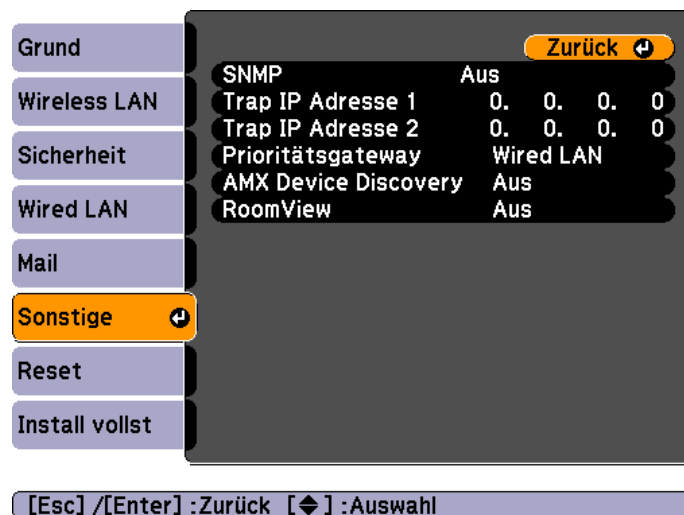 Grund
Wireless LAN
Sicherheit
Wired LAN
Mail
Sonstige
Reset
Install vollst
Zurück
SNMP Aus
Trap IP Adresse 1 0. 0. 0. 0
Trap IP Adresse 2 0. 0. 0. 0
Prioritätsgateway Wired LAN
AMX Device Discovery Aus
RoomView Aus
[Esc] /[Enter] :Zurück [◆] :Auswahl